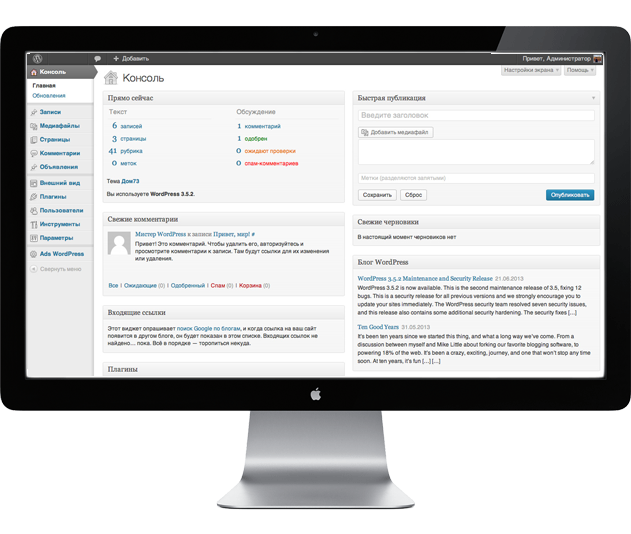 Добавить
Привет, Администратор
Консоль
Главная
Обновления
Записи
Медиафайлы
Страницы
Комментарии
Объявления
Внешний вид
Плагины
Пользователи
Инструменты
Параметры
Ads WordPress
Свернуть меню
Настройки экрана
Помощь
Консоль
Прямо сейчас
Текст
Обсуждение
6 записей
1 комментарий
3 страницы
1 одобрен
41 рубрика
0 ожидают проверки
0 меток
0 спам-комментариев
Тема Дом73
Вы используете WordPress 3.5.2.
Свежие комментарии
Мастер WordPress к записи Привет, мир! #
Привет! Это комментарий. Чтобы удалить его, авторизуйтесь и
просмотрите комментарии к записи. Там будут ссылки для их изменения
или удаления.
Все | Ожидающие (0) | Одобренный | Спам (0) | Корзина (0)
Входящие ссылки
Этот виджет опрашивает поиск Google по блогам, и когда ссылка на ваш сайт
появится в другом блоге, он будет показан в этом списке. Входящих ссылок не
найдено… пока. Всё в порядке — торопиться некуда.
Плагины
Быстрая публикация
Введите заголовок
Добавить медиафайл
Метки (разделяются запятыми)
Сохранить
Сброс
Опубликовать
Свежие черновики
В настоящий момент черновиков нет
Блог WordPress
WordPress 3.5.2 Maintenance and Security Release 21.06.2013
WordPress 3.5.2 is now available. This is the second maintenance release of 3.5, fixing 12
bugs. This is a security release for all previous versions and we strongly encourage you to
update your sites immediately. The WordPress security team resolved seven security issues,
and this release also contains some additional security hardening. The security fixes […]
Ten Good Years 31.05.2013
It's been ten years since we started this thing, and what a long way we've come. From a
discussion between myself and Mike Little about forking our favorite blogging software, to
powering 18% of the web. It's been a crazy, exciting, journey, and one that won't stop any time
soon. At ten years, it's fun […] […]